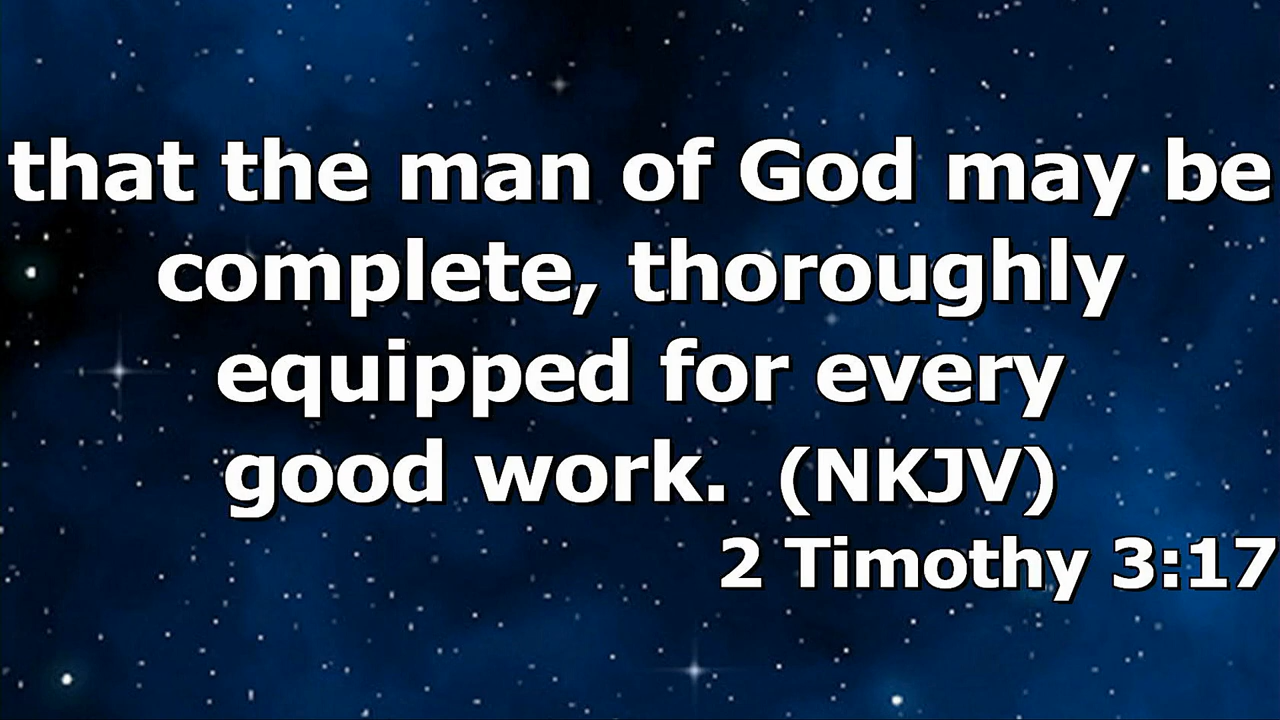 that the man of God may be
complete, thoroughly
equipped for every
good work. (NKJV)
2 Timothy 3:17